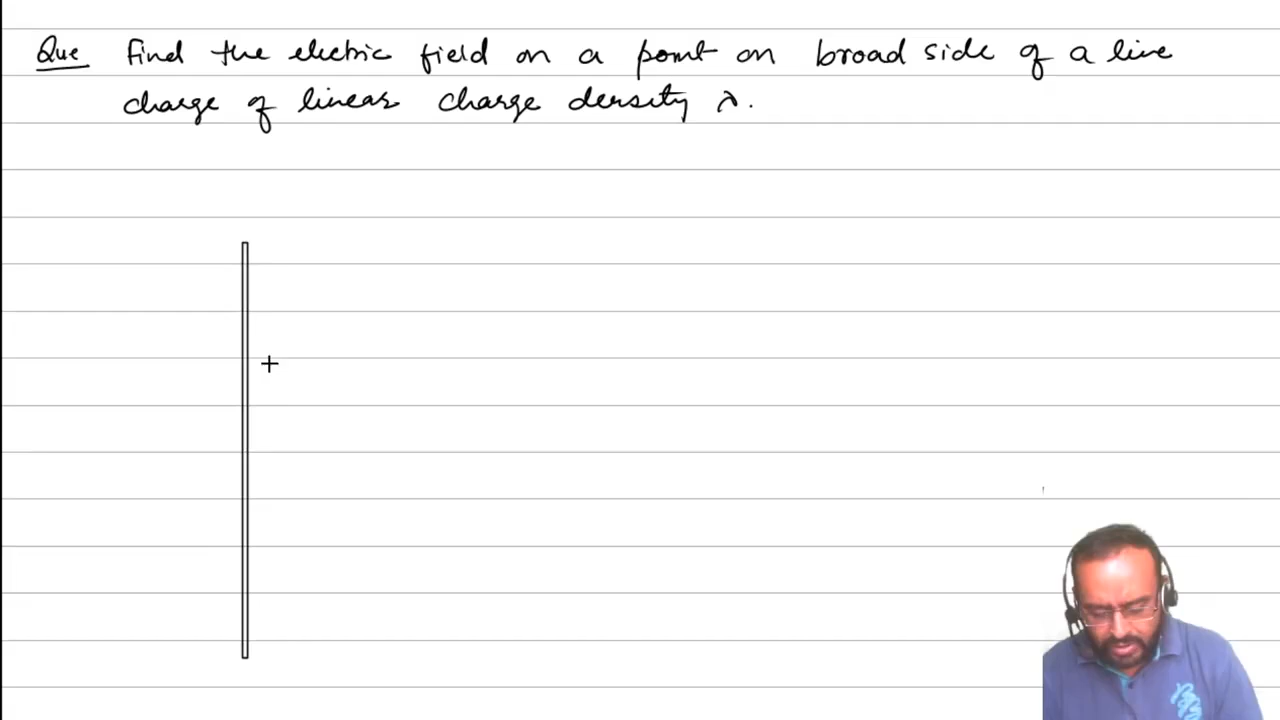 Que Find the electric field on a point on broad side of a line
charge of linear charge density λ.
+